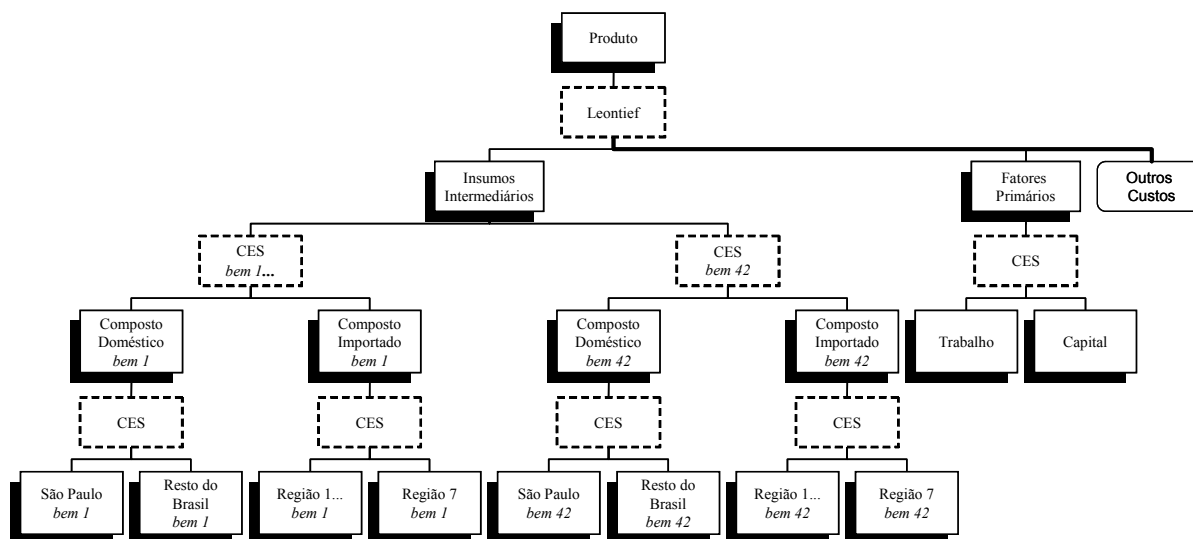 Produto
Leontief
Insumos
Intermediários
Fatores
Primários
Outros
Custos
CES
bem 1...
CES
bem 42
CES
Composto
Doméstico
bem 1
Composto
Importado
bem 1
Composto
Doméstico
bem 42
Composto
Importado
bem 42
Trabalho
Capital
CES
CES
CES
CES
São Paulo
bem 1
Resto do
Brasil
bem 1
Região 1...
bem 1
Região 7
bem 1
São Paulo
bem 42
Resto do
Brasil
bem 42
Região 1...
bem 42
Região 7
bem 42